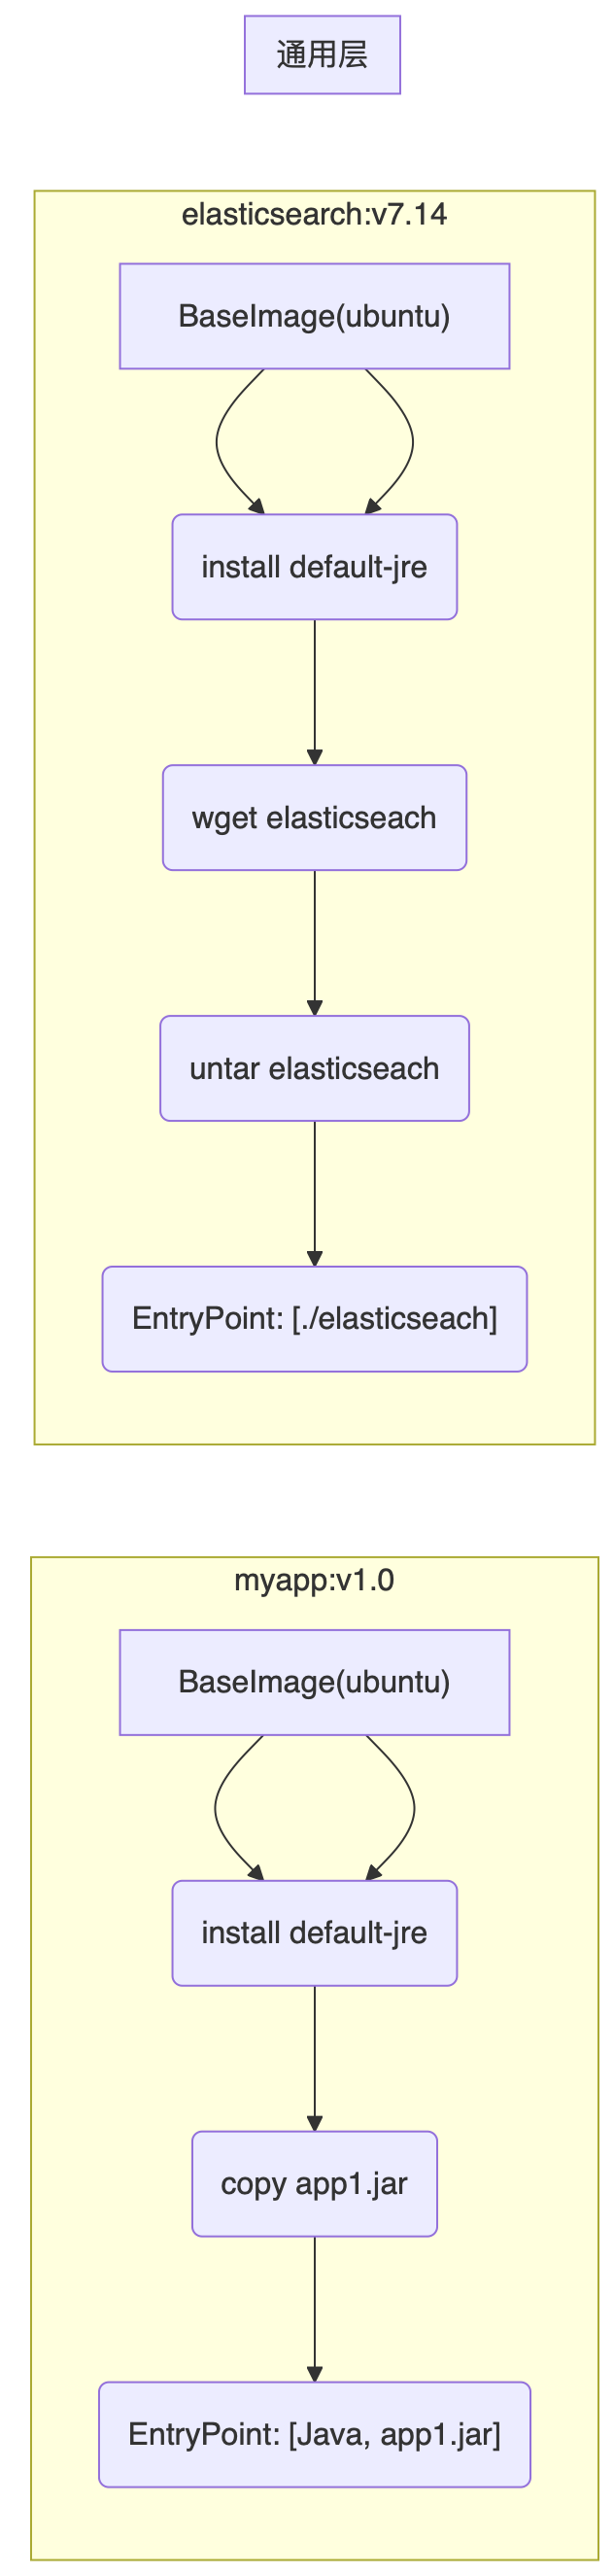 通用层
elasticsearch:v7.14
BaseImage(ubuntu)
install default-jre
wget elasticseach
untar elasticseach
EntryPoint: [./elasticseach]
myapp:v1.0
BaseImage(ubuntu)
install default-jre
copy app1.jar
EntryPoint: [Java, app1.jar]